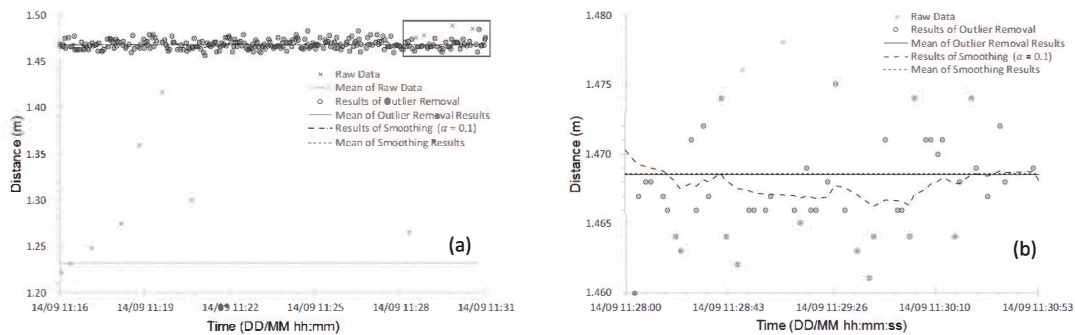 1.50
1.45
1.40
1.35
1.30
1.25
1.20
Distance (m)
Raw Data
Mean of Raw Data
Results of Outlier Removal
Mean of Outlier Removal Results
Results of Smoothing (α = 0.1)
Mean of Smoothing Results
(a)
14/09 11:16
14/09 11:19
14/09 11:22
14/09 11:25
14/09 11:28
14/09 11:31
Time (DD/MM hh:mm)
1.480
1.475
1.470
1.465
1.460
Distance (m)
Raw Data
Results of Outlier Removal
Mean of Outlier Removal Results
Results of Smoothing (α = 0.1)
Mean of Smoothing Results
(b)
14/09 11:28:00
14/09 11:28:43
14/09 11:29:26
14/09 11:30:10
14/09 11:30:53
Time (DD/MM hh:mm:ss)